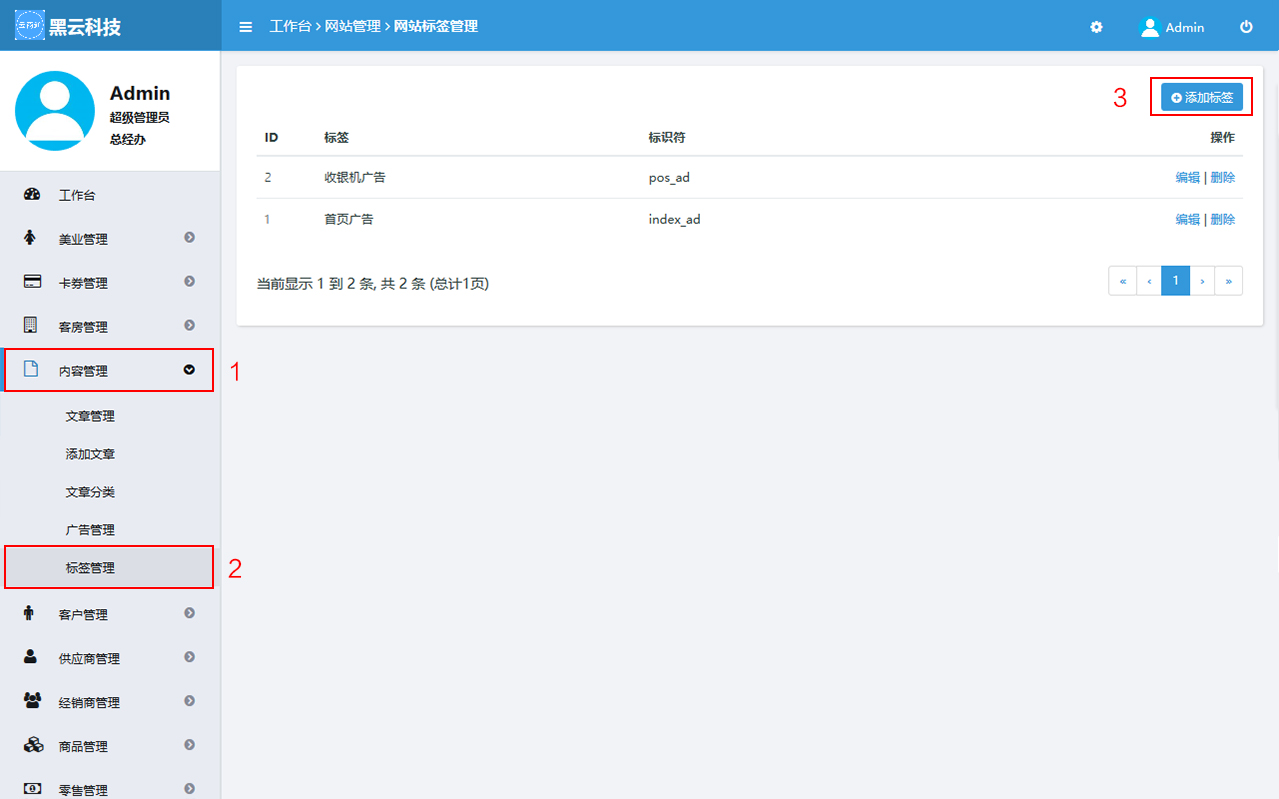 黑云科技
工作台 > 网站管理 > 网站标签管理
Admin
Admin
超级管理员
总经办
工作台
美业管理
卡券管理
客房管理
内容管理
1
文章管理
添加文章
文章分类
广告管理
标签管理
2
客户管理
供应商管理
经销商管理
商品管理
零售管理
3
添加标签
ID 标签 标识符 操作
2 收银机广告 pos_ad 编辑 | 删除
1 首页广告 index_ad 编辑 | 删除
当前显示 1 到 2 条, 共 2 条 (总计1页)
« ‹ 1 › »